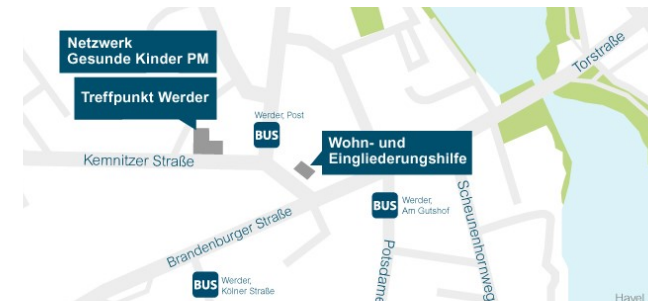 Netzwerk
Gesunde Kinder PM
Treffpunkt Werder
Torstraße
Werder, Post
BUS
Wohn- und
Eingliederungshilfe
Kemnitzer Straße
BUS
Werder,
Am Gutshof
Scheunenhornweg
Brandenburger Straße
Potsdame
BUS
Werder,
Kölner Straße
Havel